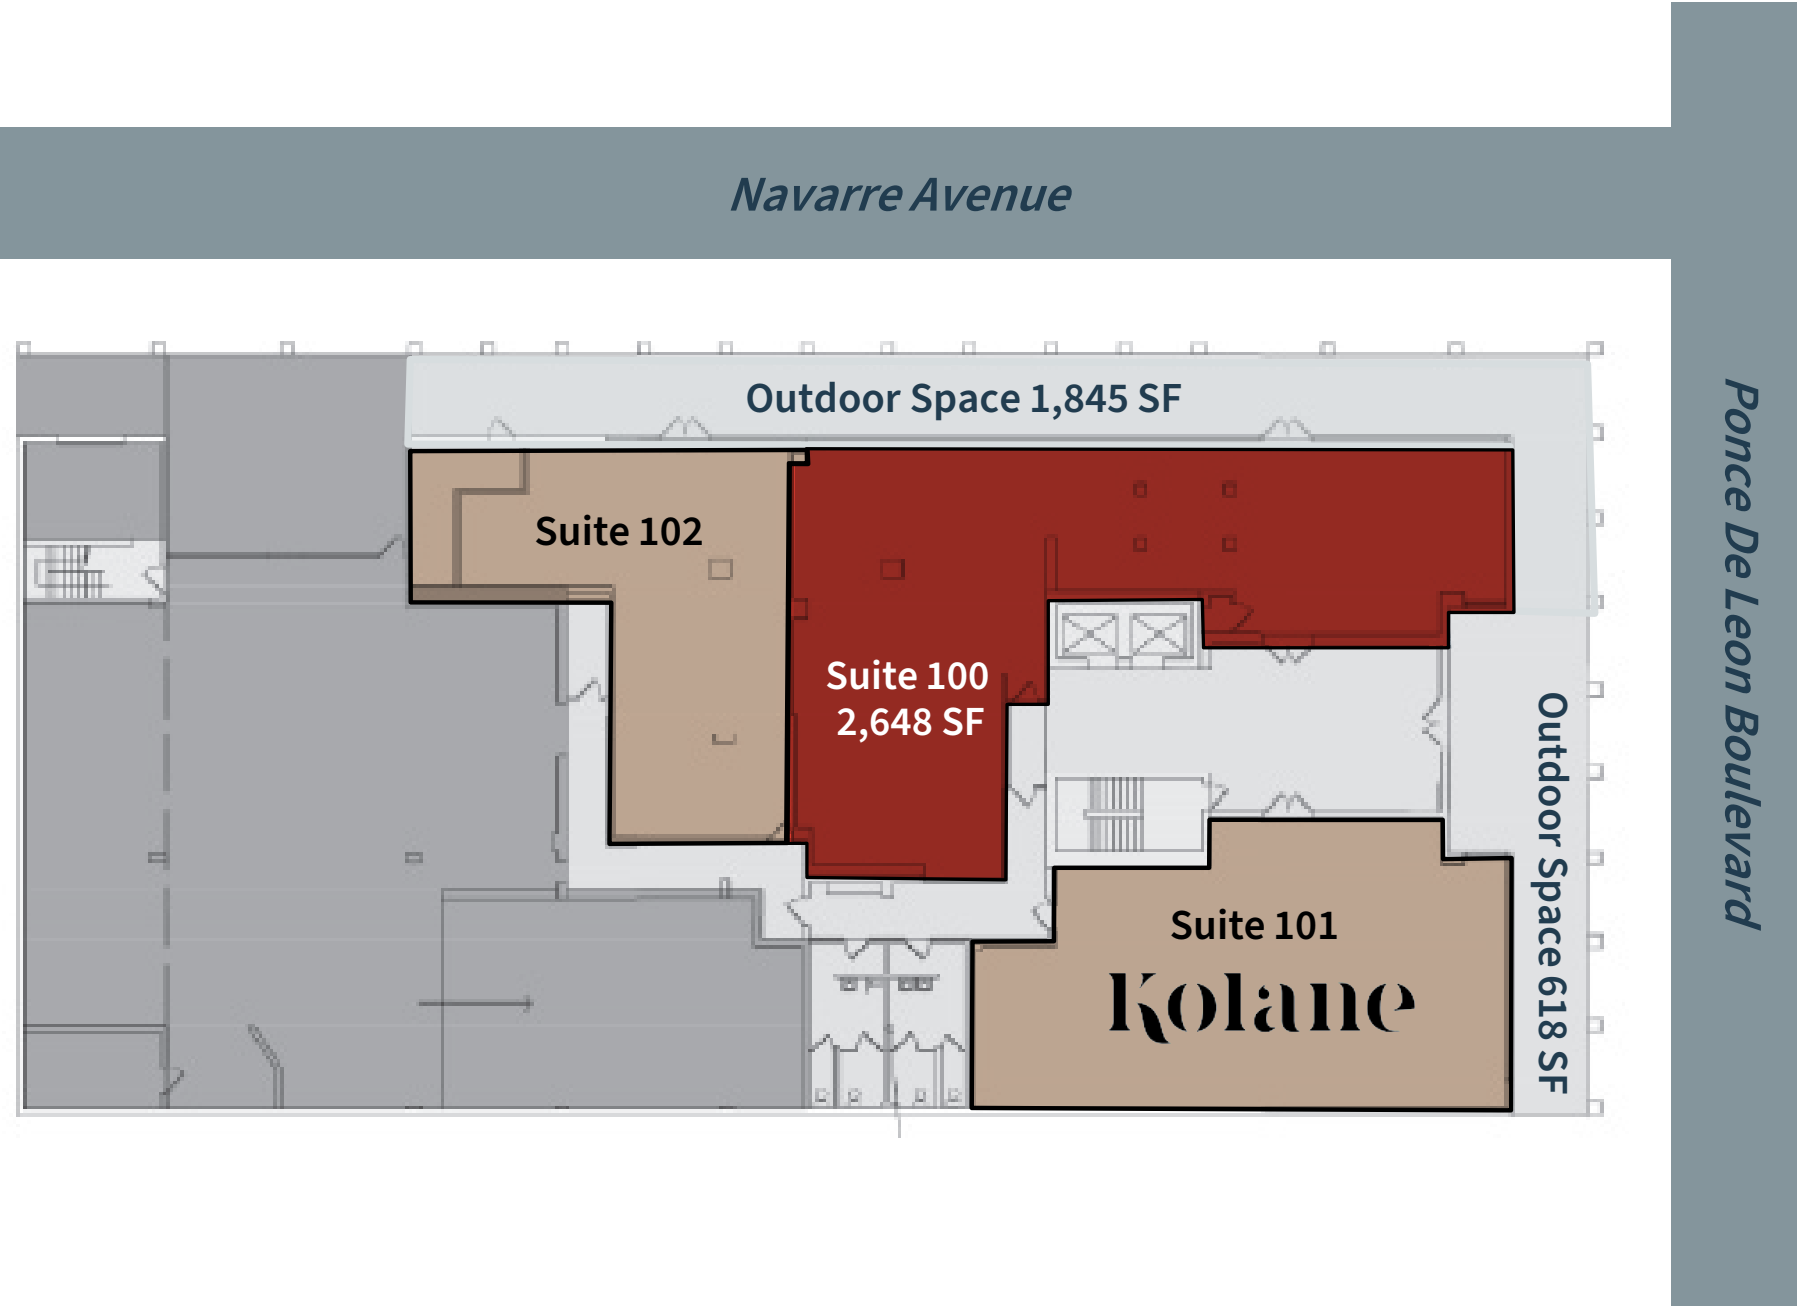 Navarre Avenue
Outdoor Space 1,845 SF
Suite 102
Suite 100
2,648 SF
Suite 101
Kolane
Outdoor Space 618 SF
Ponce De Leon Boulevard